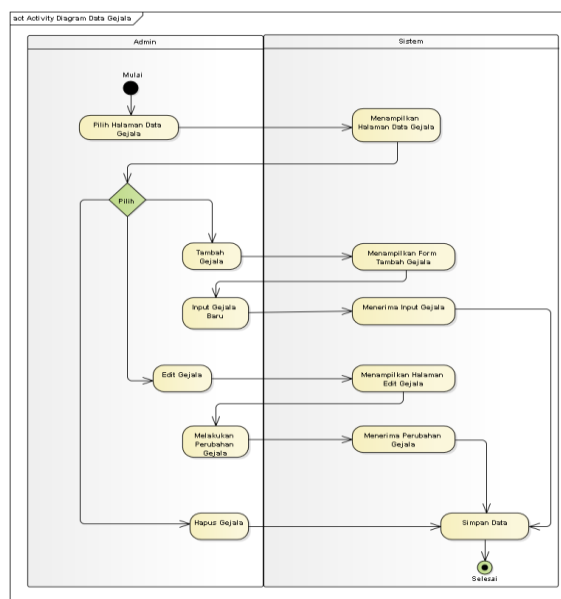 act Activity Diagram Data Gejala
Admin
Sistem
Mulai
Pilih Halaman Data
Gejala
Menampilkan
Halaman Data Gejala
Pilih
Tambah
Gejala
Menampilkan Form
Tambah Gejala
Input Gejala
Baru
Menerima Input Gejala
Edit Gejala
Menampilkan Halaman
Edit Gejala
Melakukan
Perubahan
Gejala
Menerima Perubahan
Gejala
Hapus Gejala
Simpan Data
Selesai